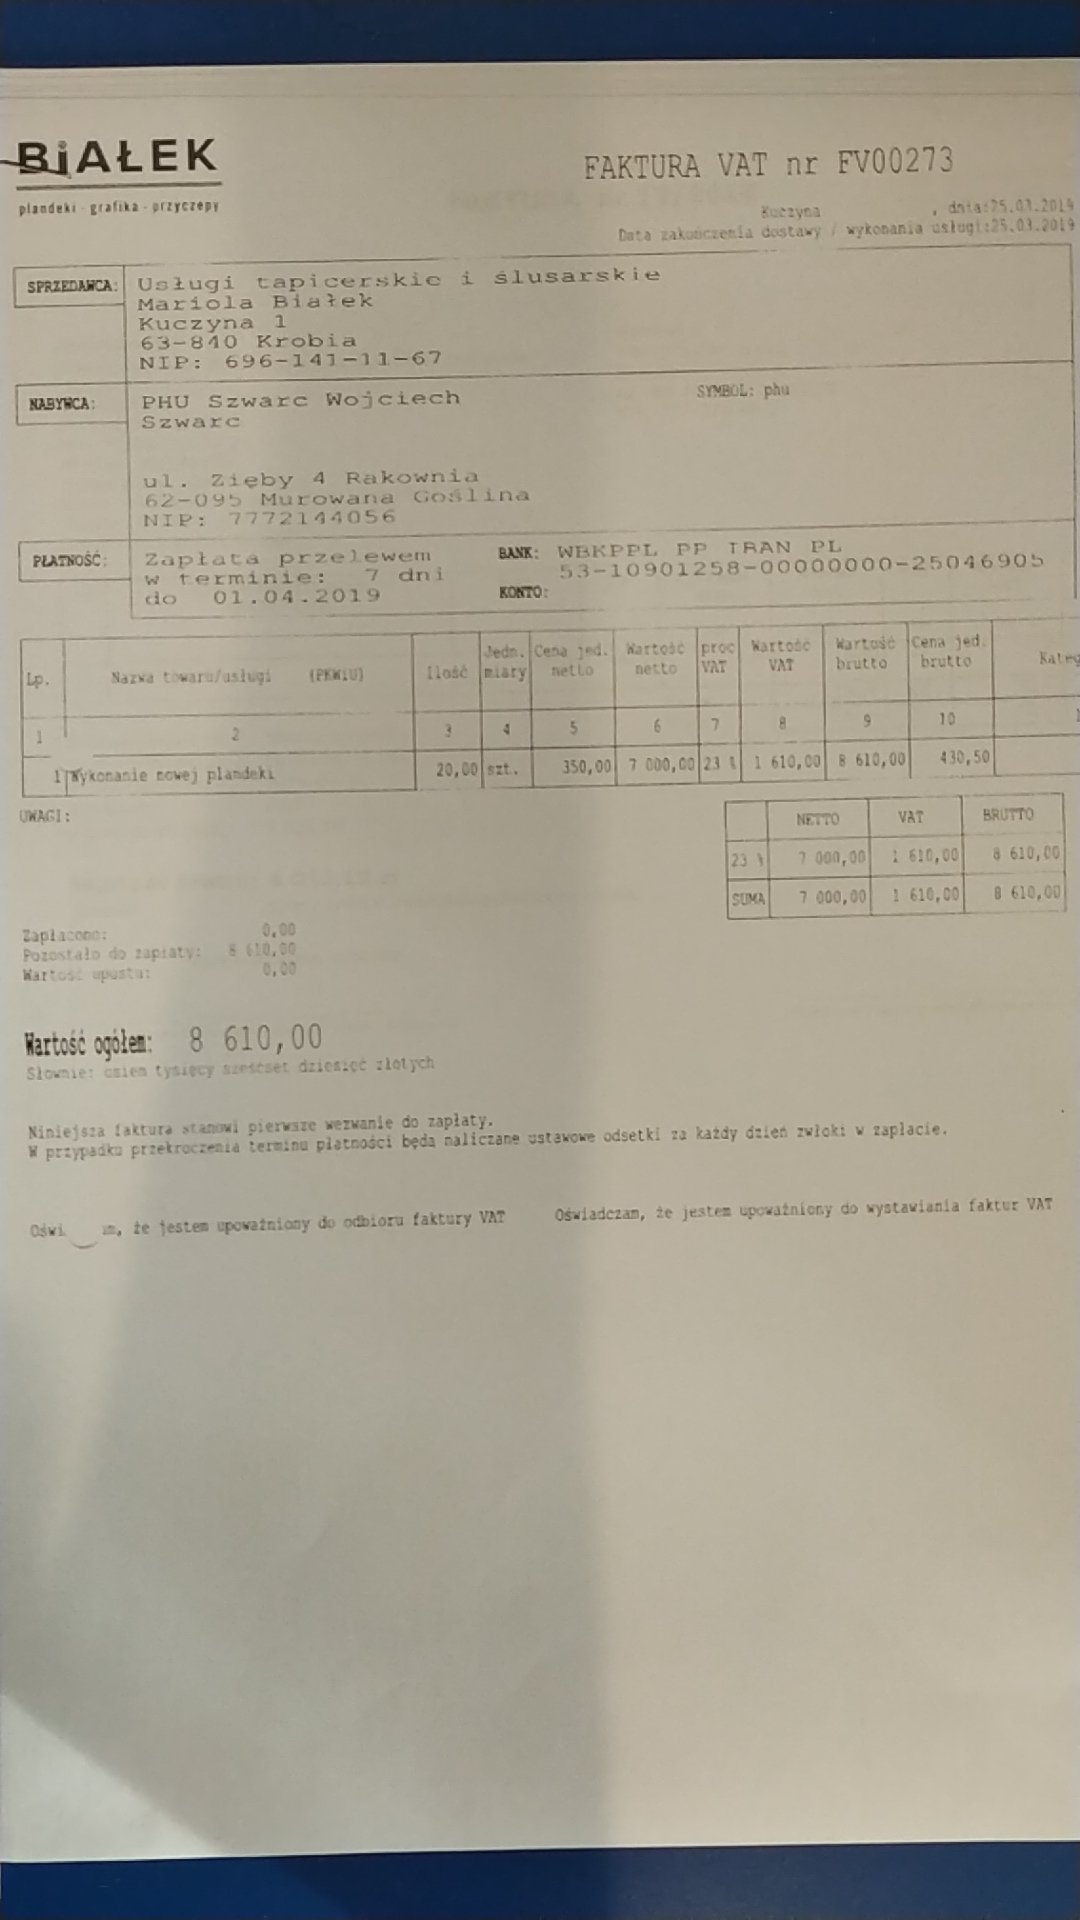 BiAŁEK
plandeki - grafika - przyczepy
FAKTURA VAT nr FV00273
Kuczyna , dnia:25.03.2019
Data zakończenia dostawy / wykonania usługi:25.03.2019
SPRZEDAWCA: Usługi tapicerskie i ślusarskie
Mariola Białek
Kuczyna 1
63-840 Krobia
NIP: 696-141-11-67
NABYWCA: PHU Szwarc Wojciech SYMBOL: phu
Szwarc
ul. Zięby 4 Rakownia
62-095 Murowana Goślina
NIP: 7772144056
PŁATNOŚĆ: Zapłata przelewem BANK: WBKPPL PP TRAN PL
w terminie: 7 dni 53-10901258-00000000-25046905
do 01.04.2019 KONTO:
Lp. Nazwa towaru/usługi (PKWiU) Ilość Jedn. miary Cena jed. netto Wartość netto proc VAT Wartość VAT Wartość brutto Cena jed. brutto Kateg
1 2 3 4 5 6 7 8 9 10 1
1 Wykonanie nowej plandeki 20,00 szt. 350,00 7 000,00 23 % 1 610,00 8 610,00 430,50
UWAGI:
NETTO VAT BRUTTO
23 % 7 000,00 1 610,00 8 610,00
SUMA 7 000,00 1 610,00 8 610,00
Zapłacono: 0,00
Pozostało do zapłaty: 8 610,00
Wartość upustu: 0,00
Wartość ogółem: 8 610,00
Słownie: osiem tysięcy sześćset dziesięć złotych
Niniejsza faktura stanowi pierwsze wezwanie do zapłaty.
W przypadku przekroczenia terminu płatności będą naliczane ustawowe odsetki za każdy dzień zwłoki w zapłacie.
Oświ m, że jestem upoważniony do odbioru faktury VAT Oświadczam, że jestem upoważniony do wystawiania faktur VAT